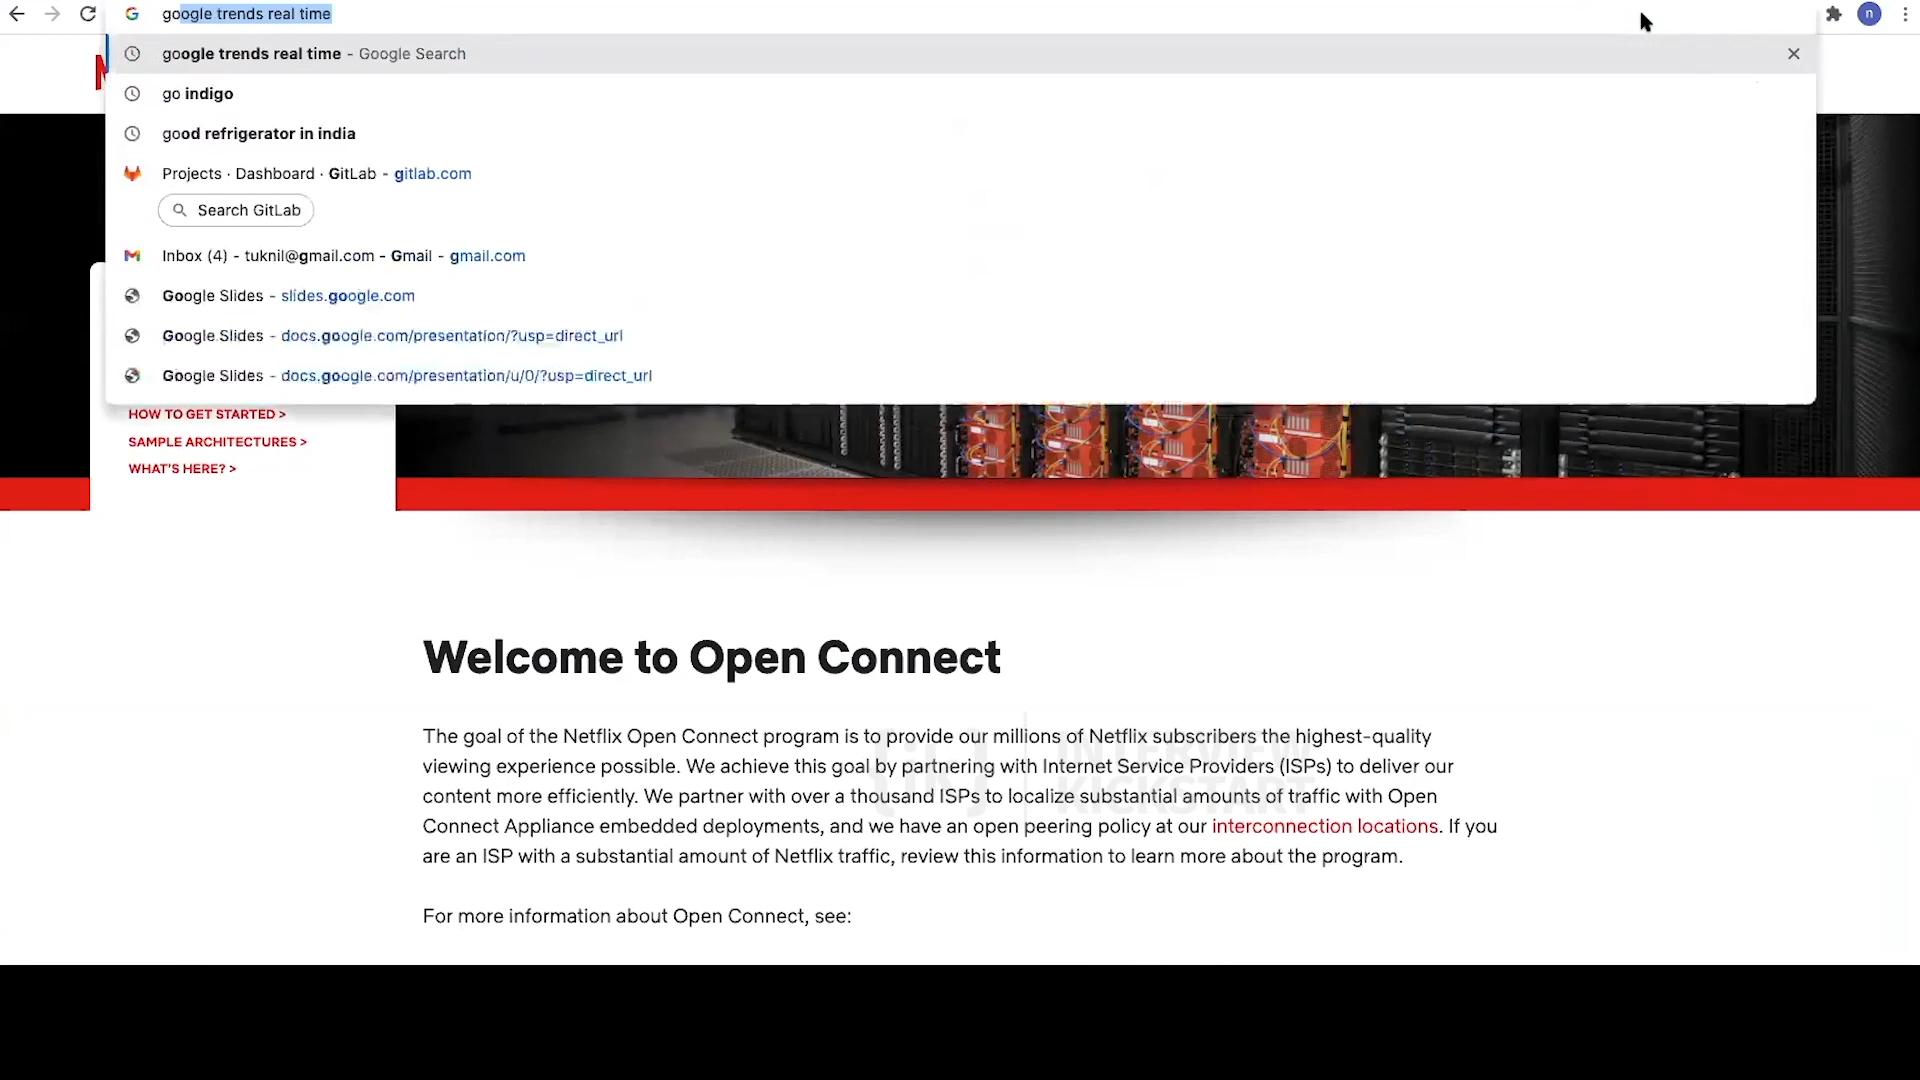 google trends real time
n
google trends real time - Google Search
go indigo
good refrigerator in india
Projects · Dashboard · GitLab - gitlab.com
Search GitLab
Inbox (4) - tuknil@gmail.com - Gmail - gmail.com
Google Slides - slides.google.com
Google Slides - docs.google.com/presentation/?usp=direct_url
Google Slides - docs.google.com/presentation/u/0/?usp=direct_url
HOW TO GET STARTED >
SAMPLE ARCHITECTURES >
WHAT'S HERE? >
Welcome to Open Connect
The goal of the Netflix Open Connect program is to provide our millions of Netflix subscribers the highest-quality
viewing experience possible. We achieve this goal by partnering with Internet Service Providers (ISPs) to deliver our
content more efficiently. We partner with over a thousand ISPs to localize substantial amounts of traffic with Open
Connect Appliance embedded deployments, and we have an open peering policy at our interconnection locations. If you
are an ISP with a substantial amount of Netflix traffic, review this information to learn more about the program.
{ik} INTERVIEW
KICKSTART
For more information about Open Connect, see: